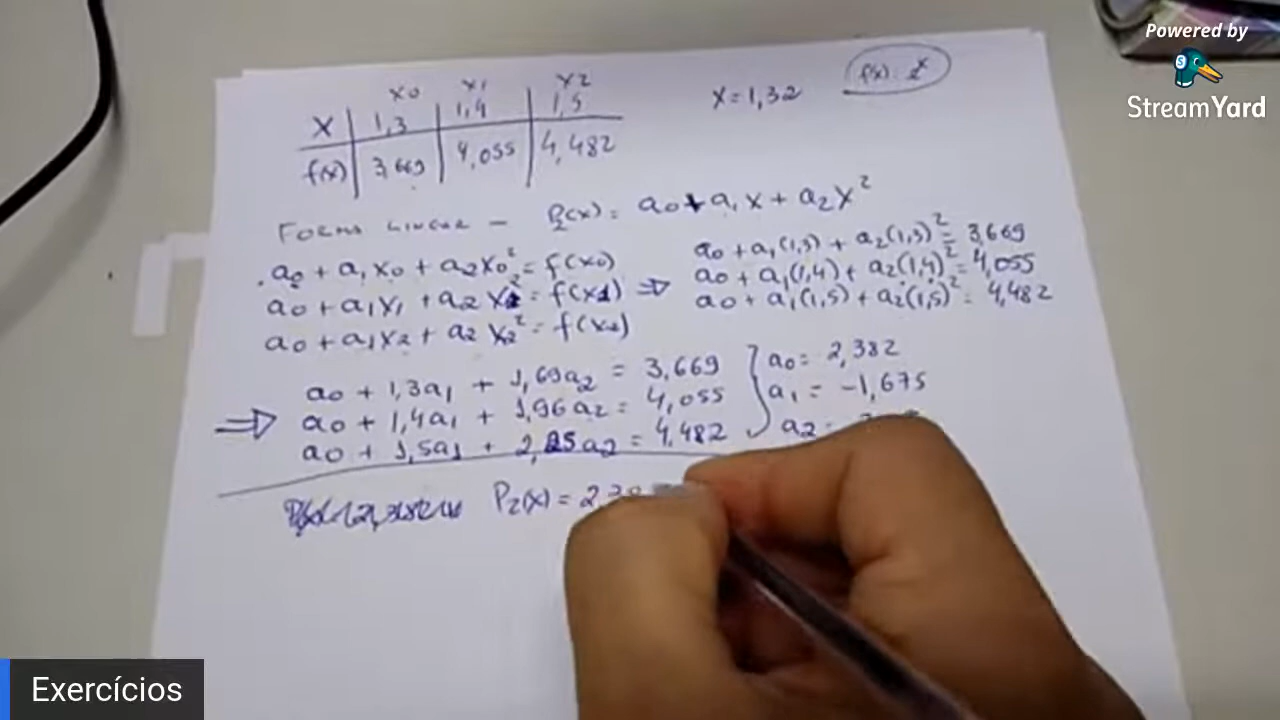 Powered by
StreamYard
x0 x1 x2
X 1,3 1,4 1,5
f(x) 3,669 4,055 4,482
x=1,32
f(x)=
FORMA LINEAR - P2(x) = a0 + a1x + a2x²
a0 + a1x0 + a2x0² = f(x0)
a0 + a1x1 + a2x1² = f(x1) ⇒
a0 + a1x2 + a2x2² = f(x2)
a0 + a1(1,3) + a2(1,3)² = 3,669
a0 + a1(1,4) + a2(1,4)² = 4,055
a0 + a1(1,5) + a2(1,5)² = 4,482
a0 + 1,3a1 + 1,69a2 = 3,669
⇒ a0 + 1,4a1 + 1,96a2 = 4,055
a0 + 1,5a1 + 2,25a2 = 4,482
a0 = 2,382
a1 = -1,675
a2 =
P2(x) = 2,38
Exercícios